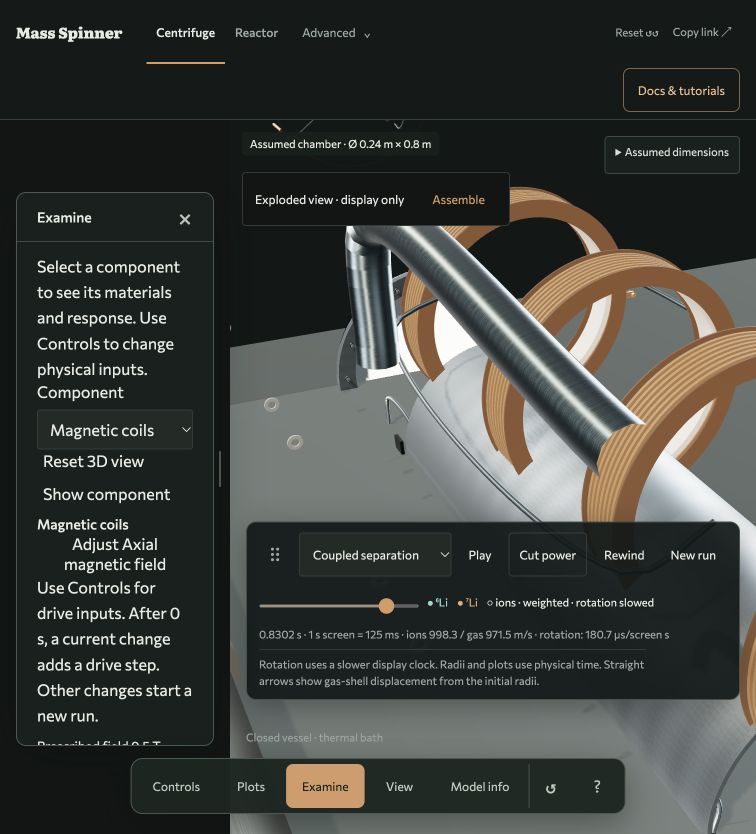 Mass Spinner
Centrifuge
Reactor
Advanced
Reset
Copy link
Docs & tutorials
Assumed chamber · Ø 0.24 m × 0.8 m
Assumed dimensions
Exploded view · display only
Assemble
Examine
Select a component
to see its materials
and response. Use
Controls to change
physical inputs.
Component
Magnetic coils
Reset 3D view
Show component
Magnetic coils
Adjust Axial
magnetic field
Use Controls for
drive inputs. After 0
s, a current change
adds a drive step.
Other changes start a
new run.
Coupled separation
Play
Cut power
Rewind
New run
⁶Li ⁷Li ions · weighted · rotation slowed
0.8302 s · 1 s screen = 125 ms · ions 998.3 / gas 971.5 m/s · rotation: 180.7 µs/screen s
Rotation uses a slower display clock. Radii and plots use physical time. Straight
arrows show gas-shell displacement from the initial radii.
Closed vessel · thermal bath
Controls
Plots
Examine
View
Model info
?